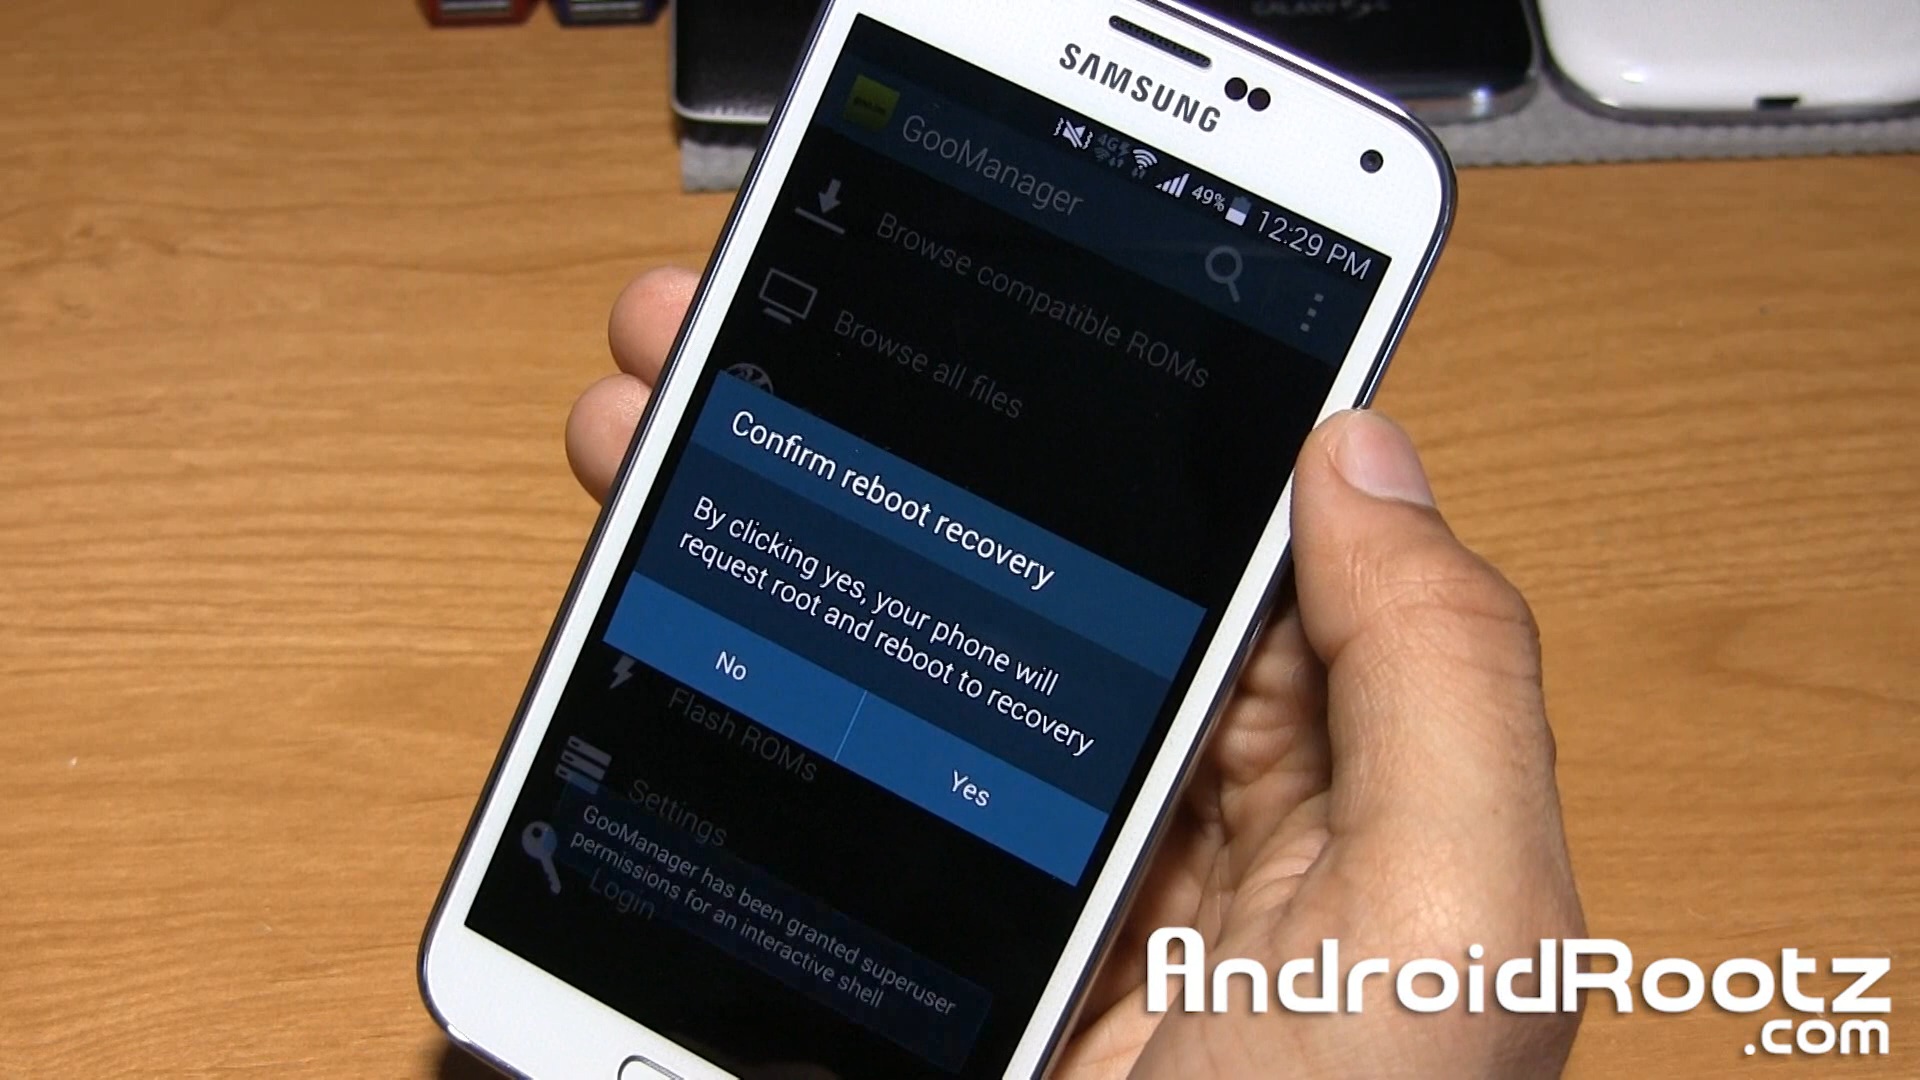 GALAXY S
SAMSUNG
4G
49% 12:29 PM
GooManager
Browse compatible ROMs
Browse all files
Confirm reboot recovery
By clicking yes, your phone will
request root and reboot to recovery
No
Yes
Flash ROMs
Settings
Login
GooManager has been granted superuser
permissions for an interactive shell
AndroidRootz
.com